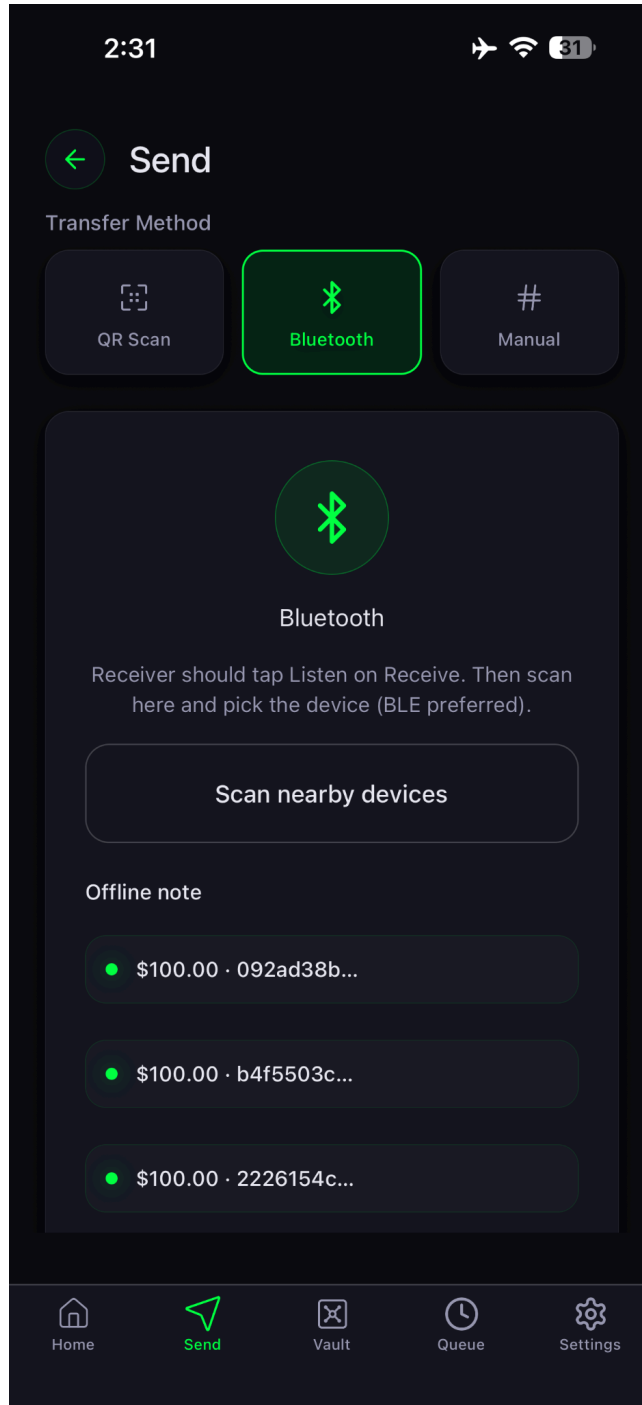 2:31
31
Send
Transfer Method
QR Scan
Bluetooth
Manual
Bluetooth
Receiver should tap Listen on Receive. Then scan
here and pick the device (BLE preferred).
Scan nearby devices
Offline note
$100.00 · 092ad38b...
$100.00 · b4f5503c...
$100.00 · 2226154c...
Home
Send
Vault
Queue
Settings